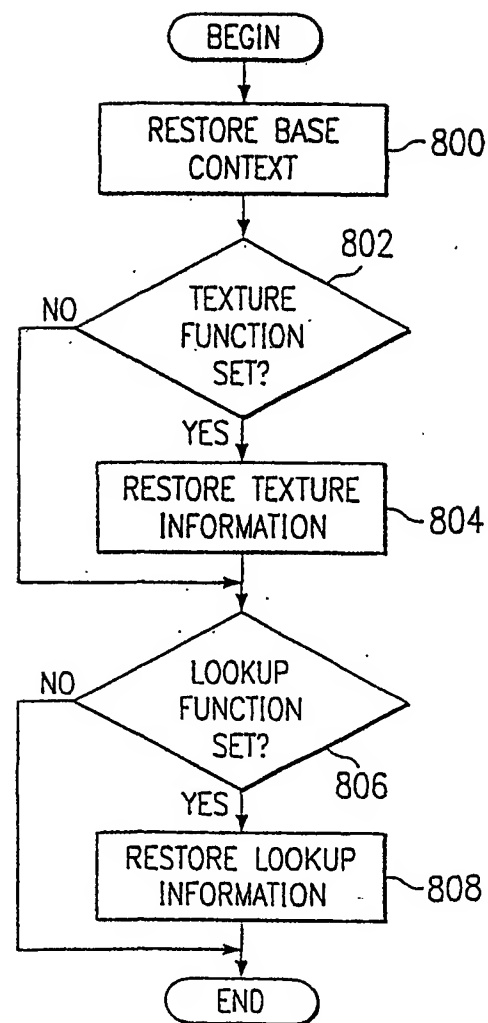 BEGIN
RESTORE BASE
CONTEXT
800
802
TEXTURE
FUNCTION
SET?
NO
YES
RESTORE TEXTURE
INFORMATION
804
LOOKUP
FUNCTION
SET?
NO
806
YES
RESTORE LOOKUP
INFORMATION
808
END